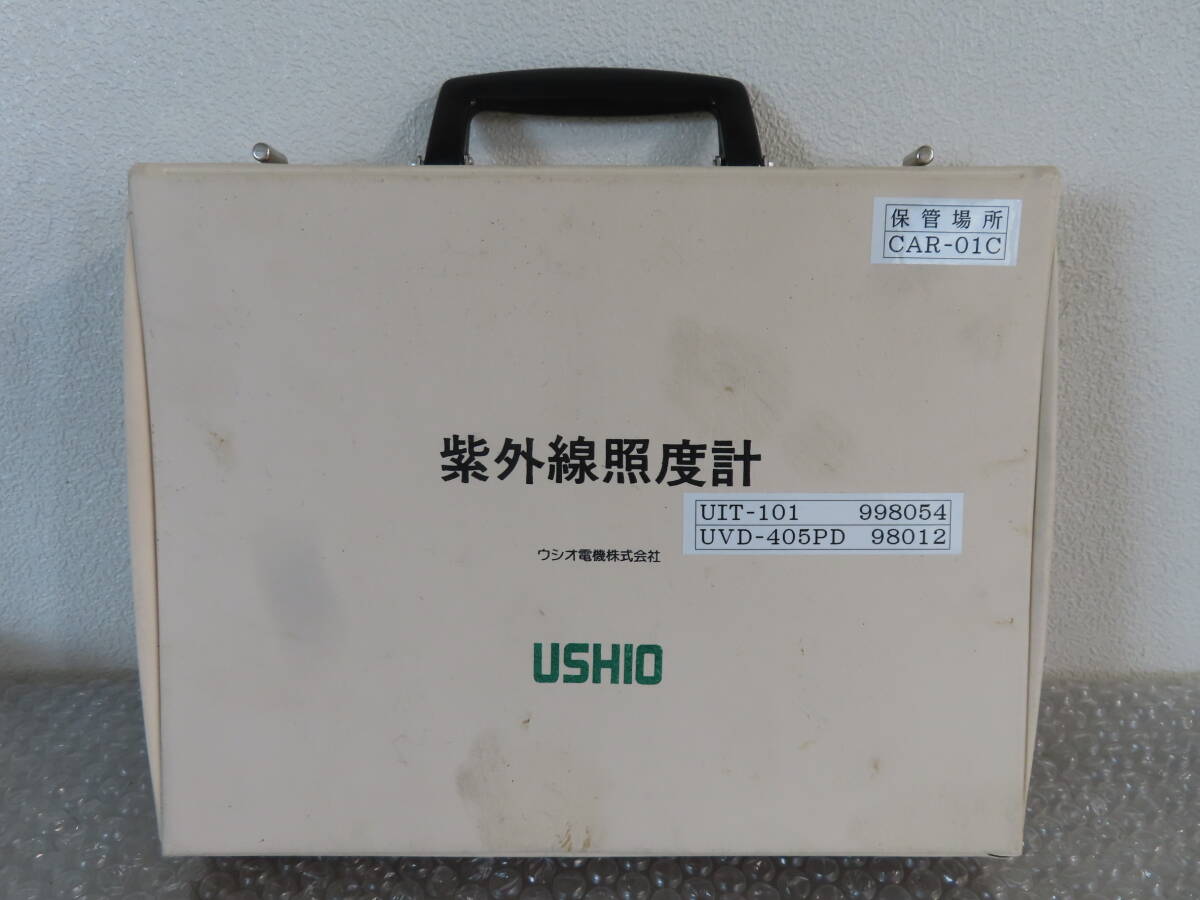 保管場所
CAR-01C
紫外線照度計
UIT-101 998054
UVD-405PD 98012
ウシオ電機株式会社
USHIO